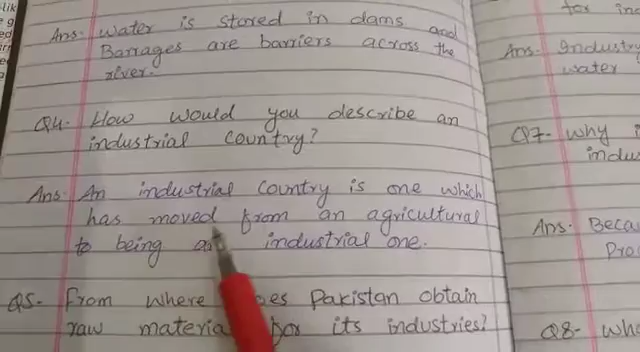 Ans: Water is stored in dams and
Barrages are barriers across the
river.
Q4- How would you describe an
industrial country?
Ans: An industrial country is one which
has moved from an agricultural
to being an industrial one.
Q5- From where does Pakistan obtain
raw material for its industries?
for
Ans: Industry
water
Q7- Why
indus
Ans: Beca
Pro
Q8-